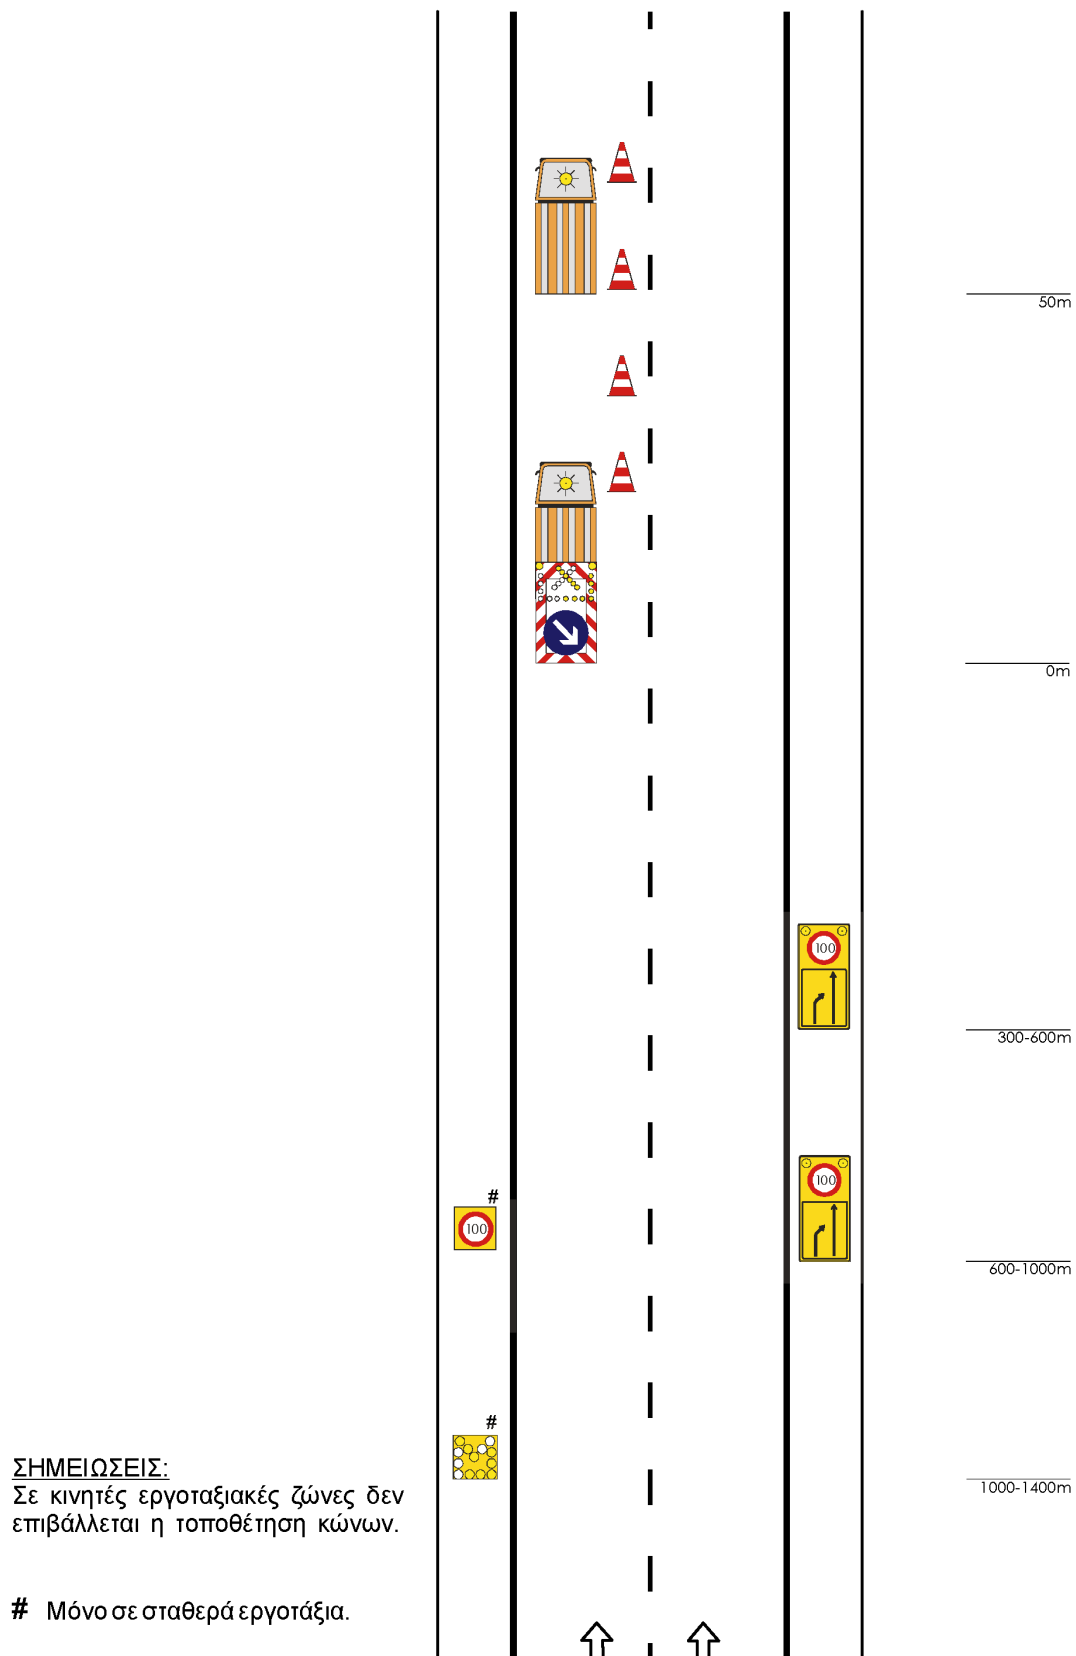 50m
0m
100
300-600m
100
#
100
600-1000m
#
1000-1400m
ΣΗΜΕΙΩΣΕΙΣ:
Σε κινητές εργοταξιακές ζώνες δεν
επιβάλλεται η τοποθέτηση κώνων.
# Μόνο σε σταθερά εργοτάξια.